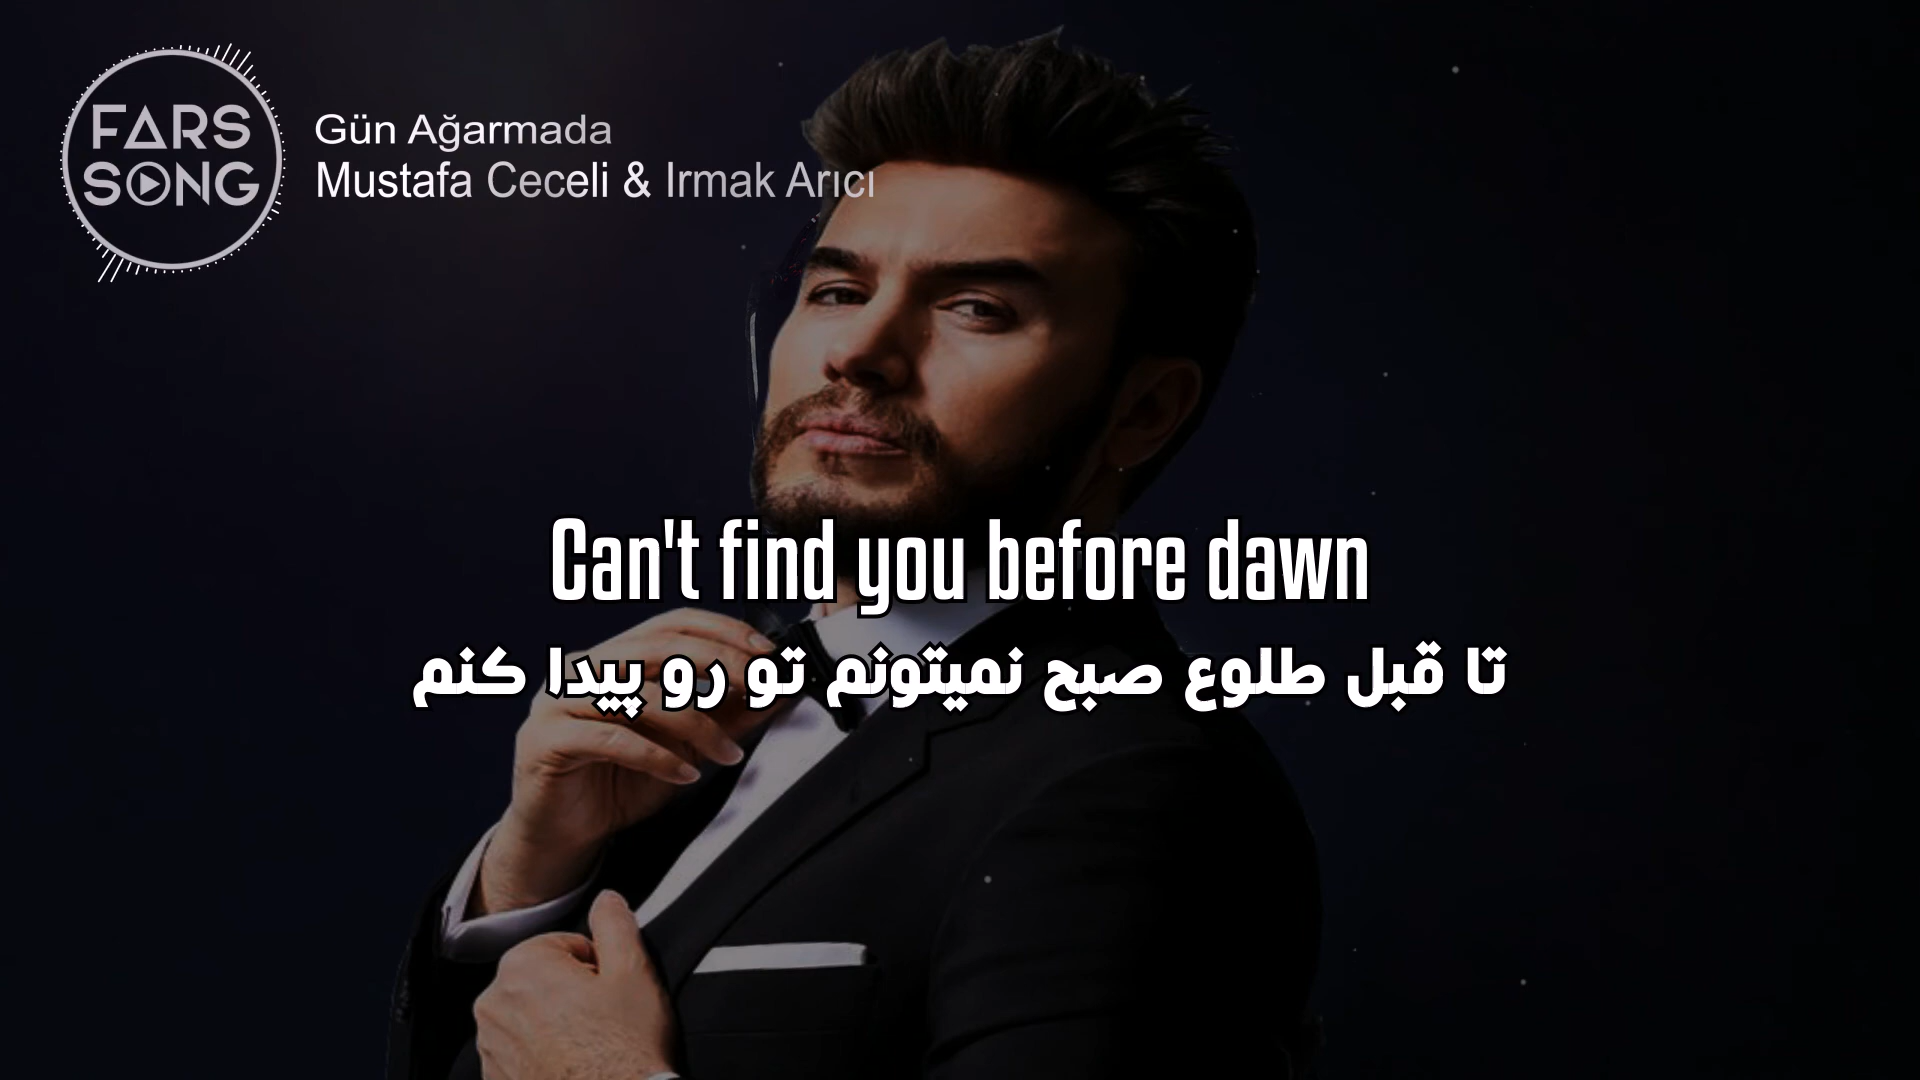 FARS
SONG
Gün Ağarmada
Mustafa Ceceli & Irmak Arıcı
Can't find you before dawn
تا قبل طلوع صبح نمیتونم تو رو پیدا کنم